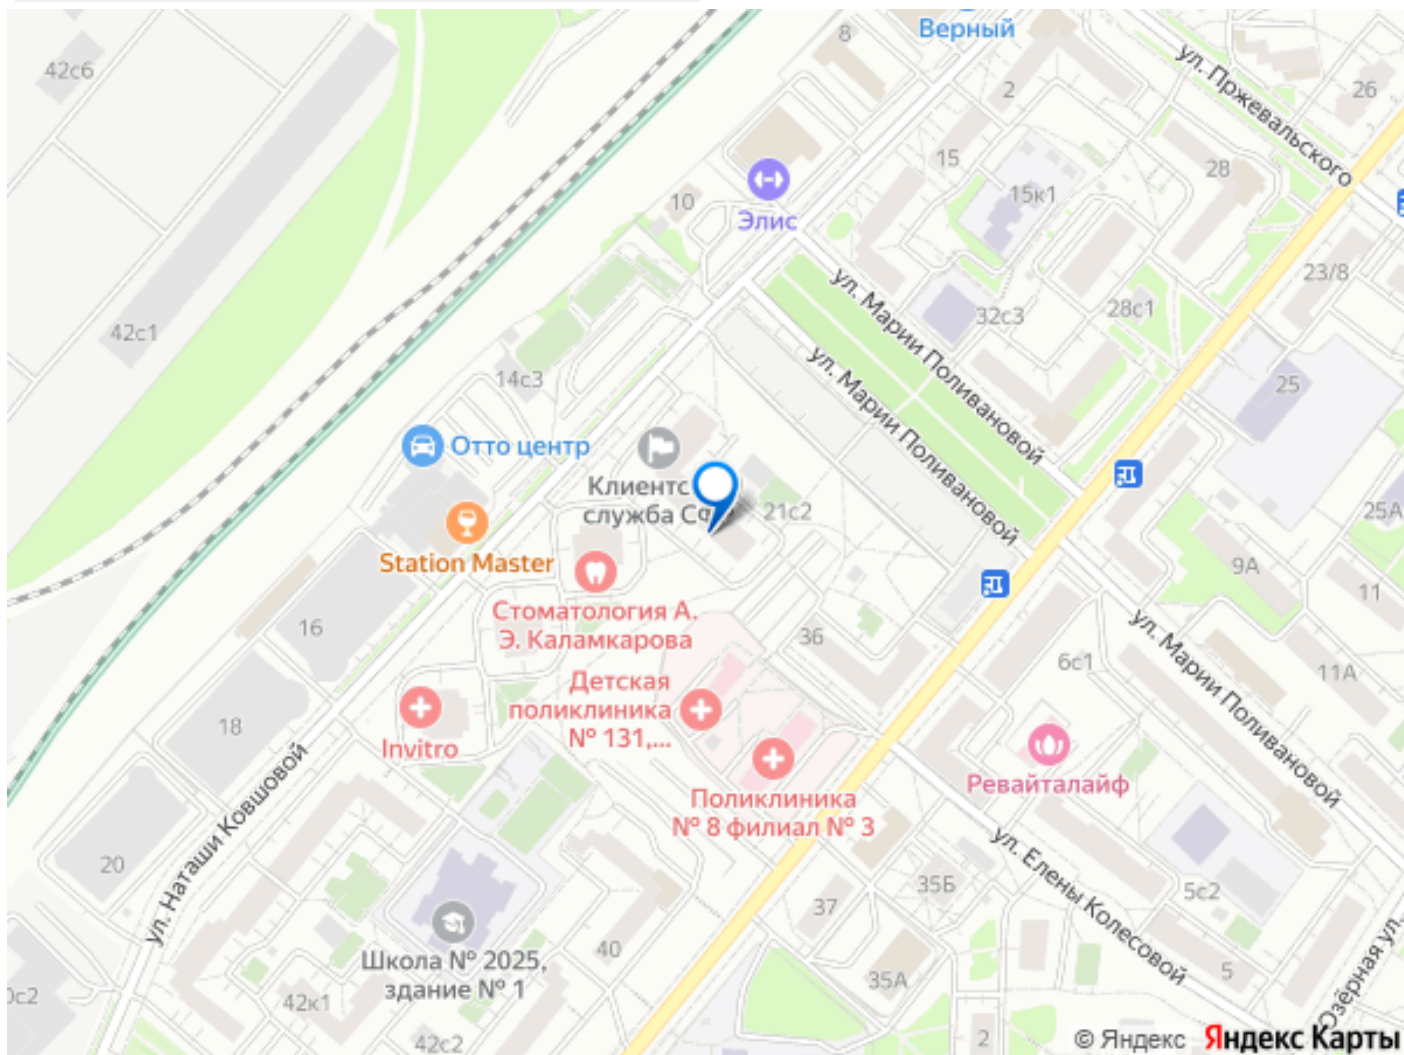 Верный
8
ул. Пржевальского
26
42с6
2
15
28
15к1
10
Элис
23/8
ул. Марии Поливановой
32с3
28с1
42с1
ул. Марии Поливановой
25
14с3
Отто центр
Клиентс
служба Сф
21с2
25А
Station Master
9А
11
Стоматология А.
Э. Каламкарова
16
36
6с1
ул. Марии Поливановой
11А
Детская
поликлиника
№ 131,...
18
Invitro
Ревайталайф
Поликлиника
№ 8 филиал № 3
ул. Наташи Ковшовой
20
ул. Елены Колесовой
35Б
5с2
37
40
Школа № 2025,
здание № 1
35А
5
Озёрная ул.
0с2
42к1
42с2
2
© Яндекс Яндекс Карты